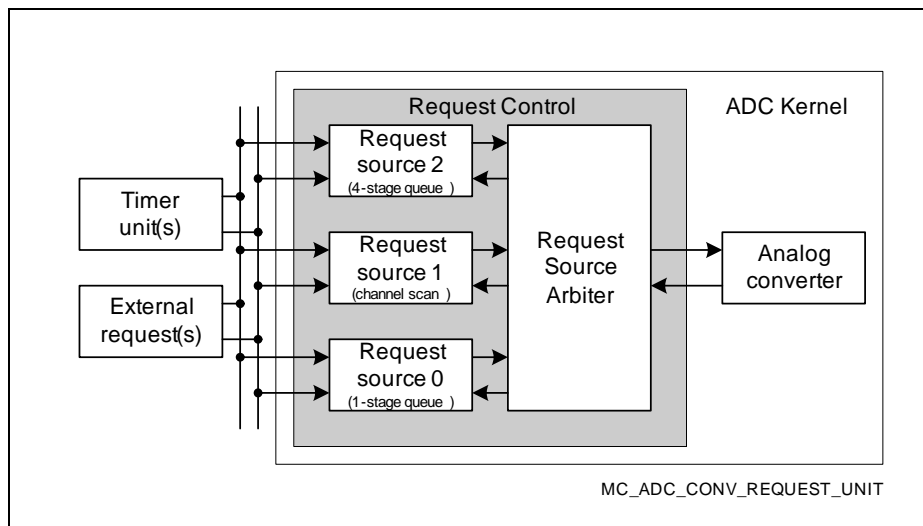 Request Control
ADC Kernel
Request
source 2
(4-stage queue )
Timer
unit(s)
Request
source 1
(channel scan )
Request
Source
Arbiter
Analog
converter
External
request(s)
Request
source 0
(1-stage queue )
MC_ADC_CONV_REQUEST_UNIT